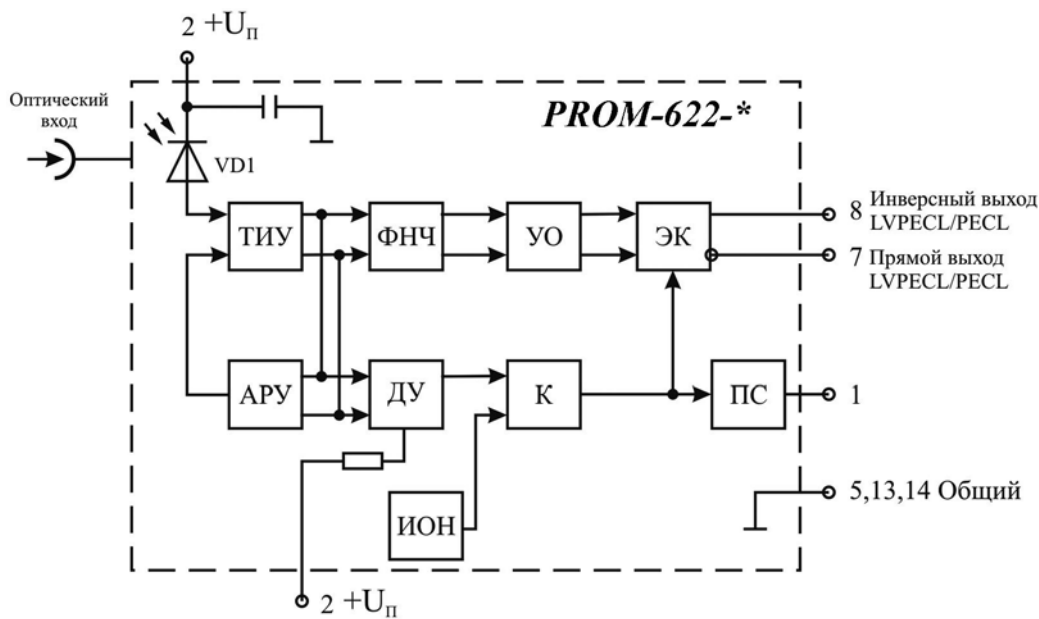 2 +Uп
Оптический
вход
PROM-622-*
VD1
ТИУ
ФНЧ
УО
ЭК
8 Инверсный выход
LVPECL/PECL
7 Прямой выход
LVPECL/PECL
АРУ
ДУ
К
ПС
1
ИОН
5,13,14 Общий
2 +Uп